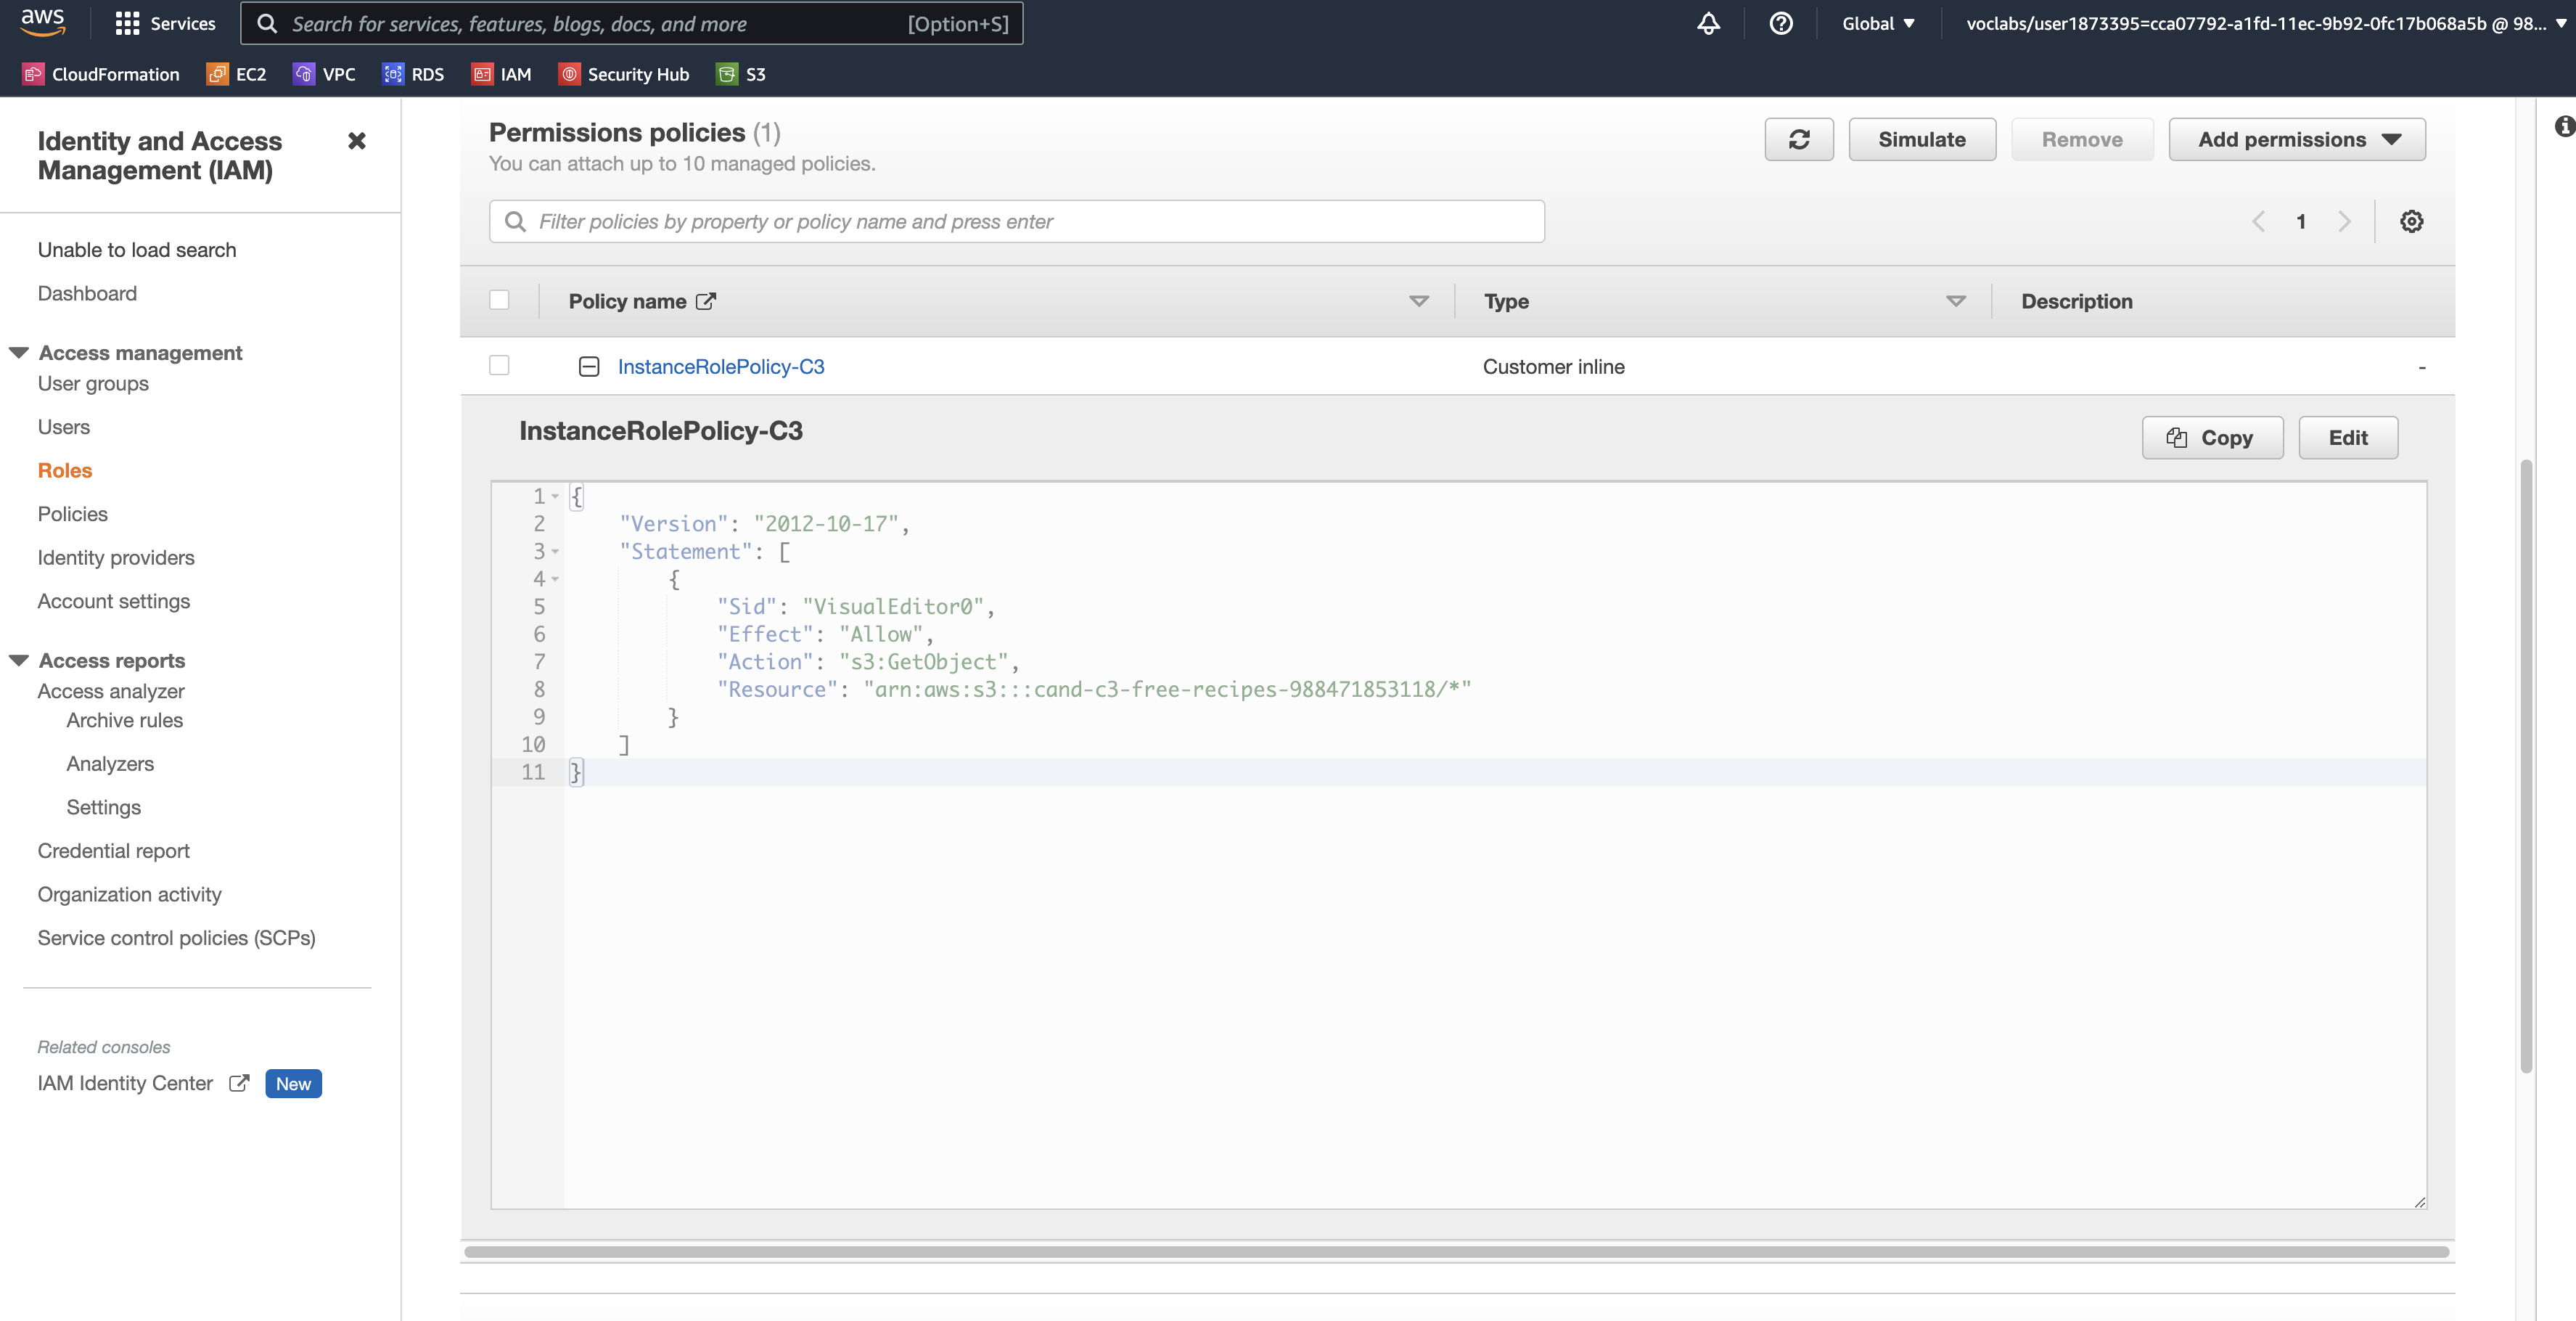 aws
Services
Search for services, features, blogs, docs, and more
[Option+S]
Global
voclabs/user1873395=cca07792-a1fd-11ec-9b92-0fc17b068a5b @ 98...
CloudFormation
EC2
VPC
RDS
IAM
Security Hub
S3
Identity and Access
Management (IAM)
Unable to load search
Dashboard
Access management
User groups
Users
Roles
Policies
Identity providers
Account settings
Access reports
Access analyzer
Archive rules
Analyzers
Settings
Credential report
Organization activity
Service control policies (SCPs)
Related consoles
IAM Identity Center
New
Permissions policies (1)
You can attach up to 10 managed policies.
Simulate
Remove
Add permissions
Filter policies by property or policy name and press enter
1
Policy name
Type
Description
InstanceRolePolicy-C3
Customer inline
-
InstanceRolePolicy-C3
Copy
Edit
1 {
2 "Version": "2012-10-17",
3 "Statement": [
4 {
5 "Sid": "VisualEditor0",
6 "Effect": "Allow",
7 "Action": "s3:GetObject",
8 "Resource": "arn:aws:s3:::cand-c3-free-recipes-988471853118/*"
9 }
10 ]
11 }